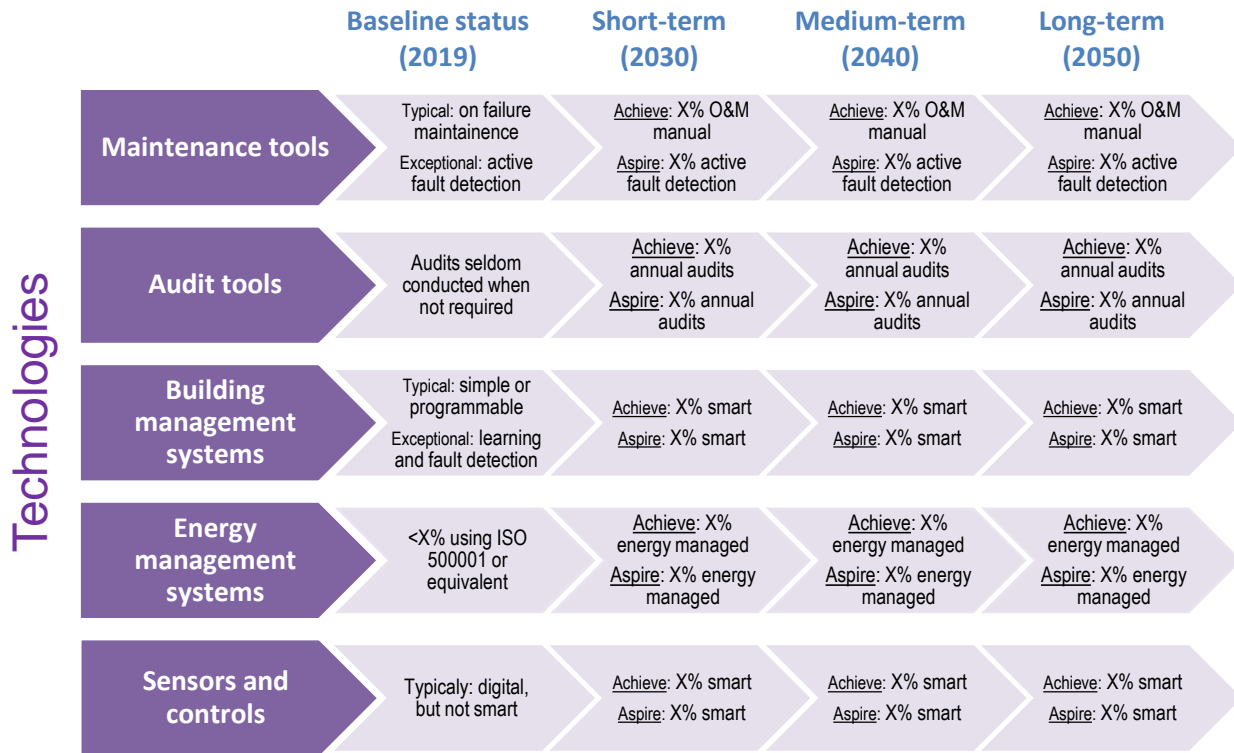 Baseline status
(2019)
Short-term
(2030)
Medium-term
(2040)
Long-term
(2050)
Technologies
Maintenance tools
Typical: on failure
maintainence
Exceptional: active
fault detection
Achieve: X% O&M
manual
Aspire: X% active
fault detection
Achieve: X% O&M
manual
Aspire: X% active
fault detection
Achieve: X% O&M
manual
Aspire: X% active
fault detection
Audit tools
Audits seldom
conducted when
not required
Achieve: X%
annual audits
Aspire: X% annual
audits
Achieve: X%
annual audits
Aspire: X% annual
audits
Achieve: X%
annual audits
Aspire: X% annual
audits
Building
management
systems
Typical: simple or
programmable
Exceptional: learning
and fault detection
Achieve: X% smart
Aspire: X% smart
Achieve: X% smart
Aspire: X% smart
Achieve: X% smart
Aspire: X% smart
Energy
management
systems
<X% using ISO
500001 or
equivalent
Achieve: X%
energy managed
Aspire: X% energy
managed
Achieve: X%
energy managed
Aspire: X% energy
managed
Achieve: X%
energy managed
Aspire: X% energy
managed
Sensors and
controls
Typicaly: digital,
but not smart
Achieve: X% smart
Aspire: X% smart
Achieve: X% smart
Aspire: X% smart
Achieve: X% smart
Aspire: X% smart